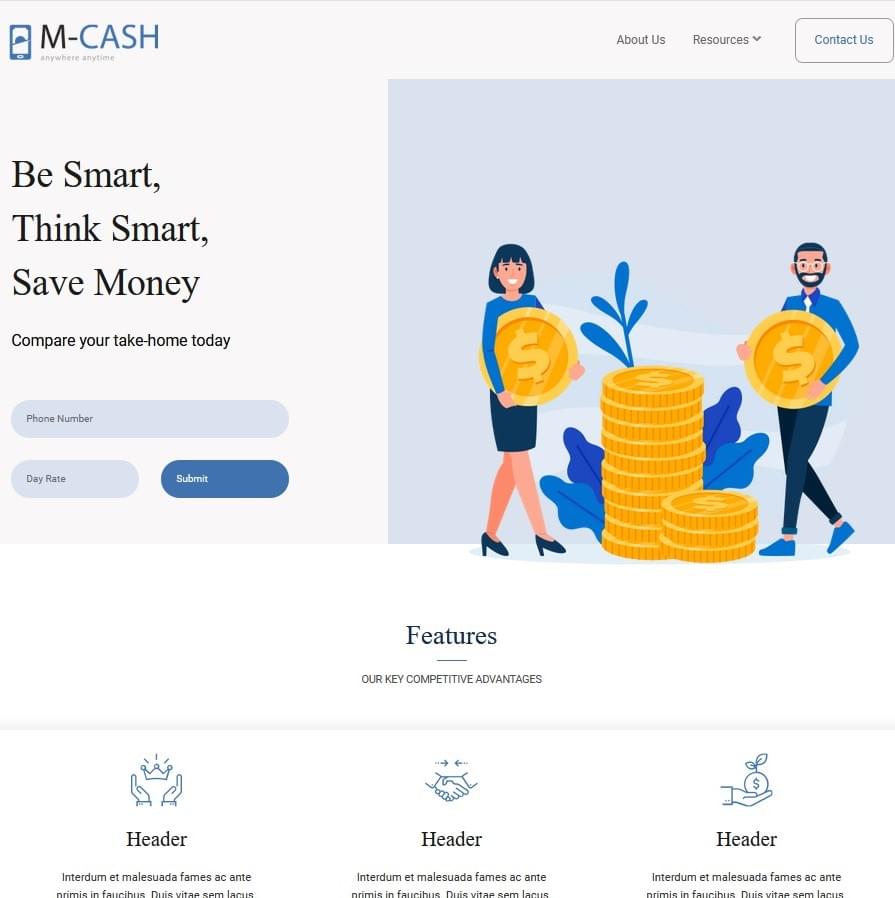 M-CASH
anywhere anytime
About Us
Resources
Contact Us
Be Smart,
Think Smart,
Save Money
Compare your take-home today
Phone Number
Day Rate
Submit
Features
OUR KEY COMPETITIVE ADVANTAGES
Header
Interdum et malesuada fames ac ante
primis in faucibus. Duis vitae sem lacus
Header
Interdum et malesuada fames ac ante
primis in faucibus. Duis vitae sem lacus
Header
Interdum et malesuada fames ac ante
primis in faucibus. Duis vitae sem lacus